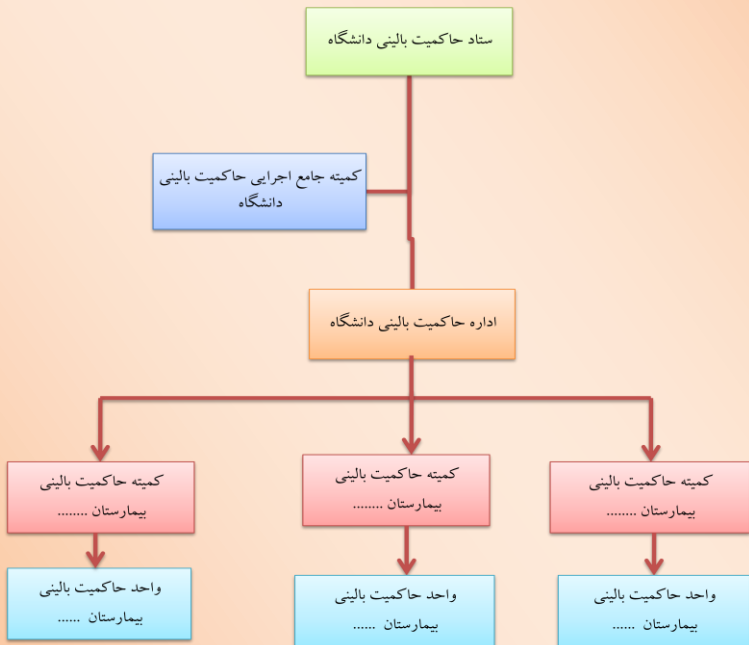 ستاد حاکمیت بالینی دانشگاه
کمیته جامع اجرایی حاکمیت بالینی
دانشگاه
اداره حاکمیت بالینی دانشگاه
کمیته حاکمیت بالینی
بیمارستان ........
کمیته حاکمیت بالینی
بیمارستان ........
کمیته حاکمیت بالینی
بیمارستان ........
واحد حاکمیت بالینی
بیمارستان ......
واحد حاکمیت بالینی
بیمارستان ......
واحد حاکمیت بالینی
بیمارستان ......